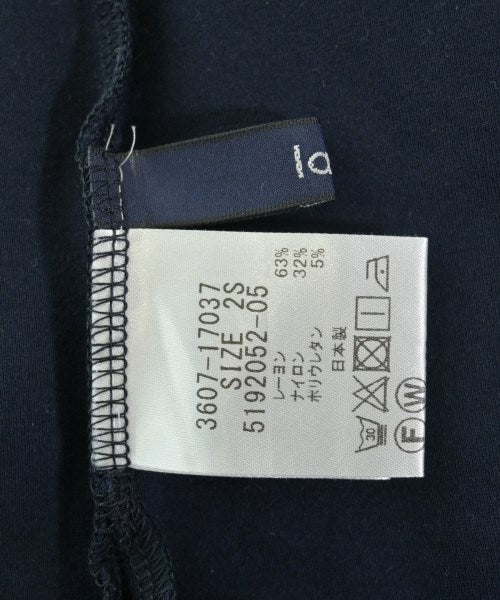 3607-17037
SIZE 2S
5192052-05
レーヨン 63%
ナイロン 32%
ポリウレタン 5%
日本製
30
F W